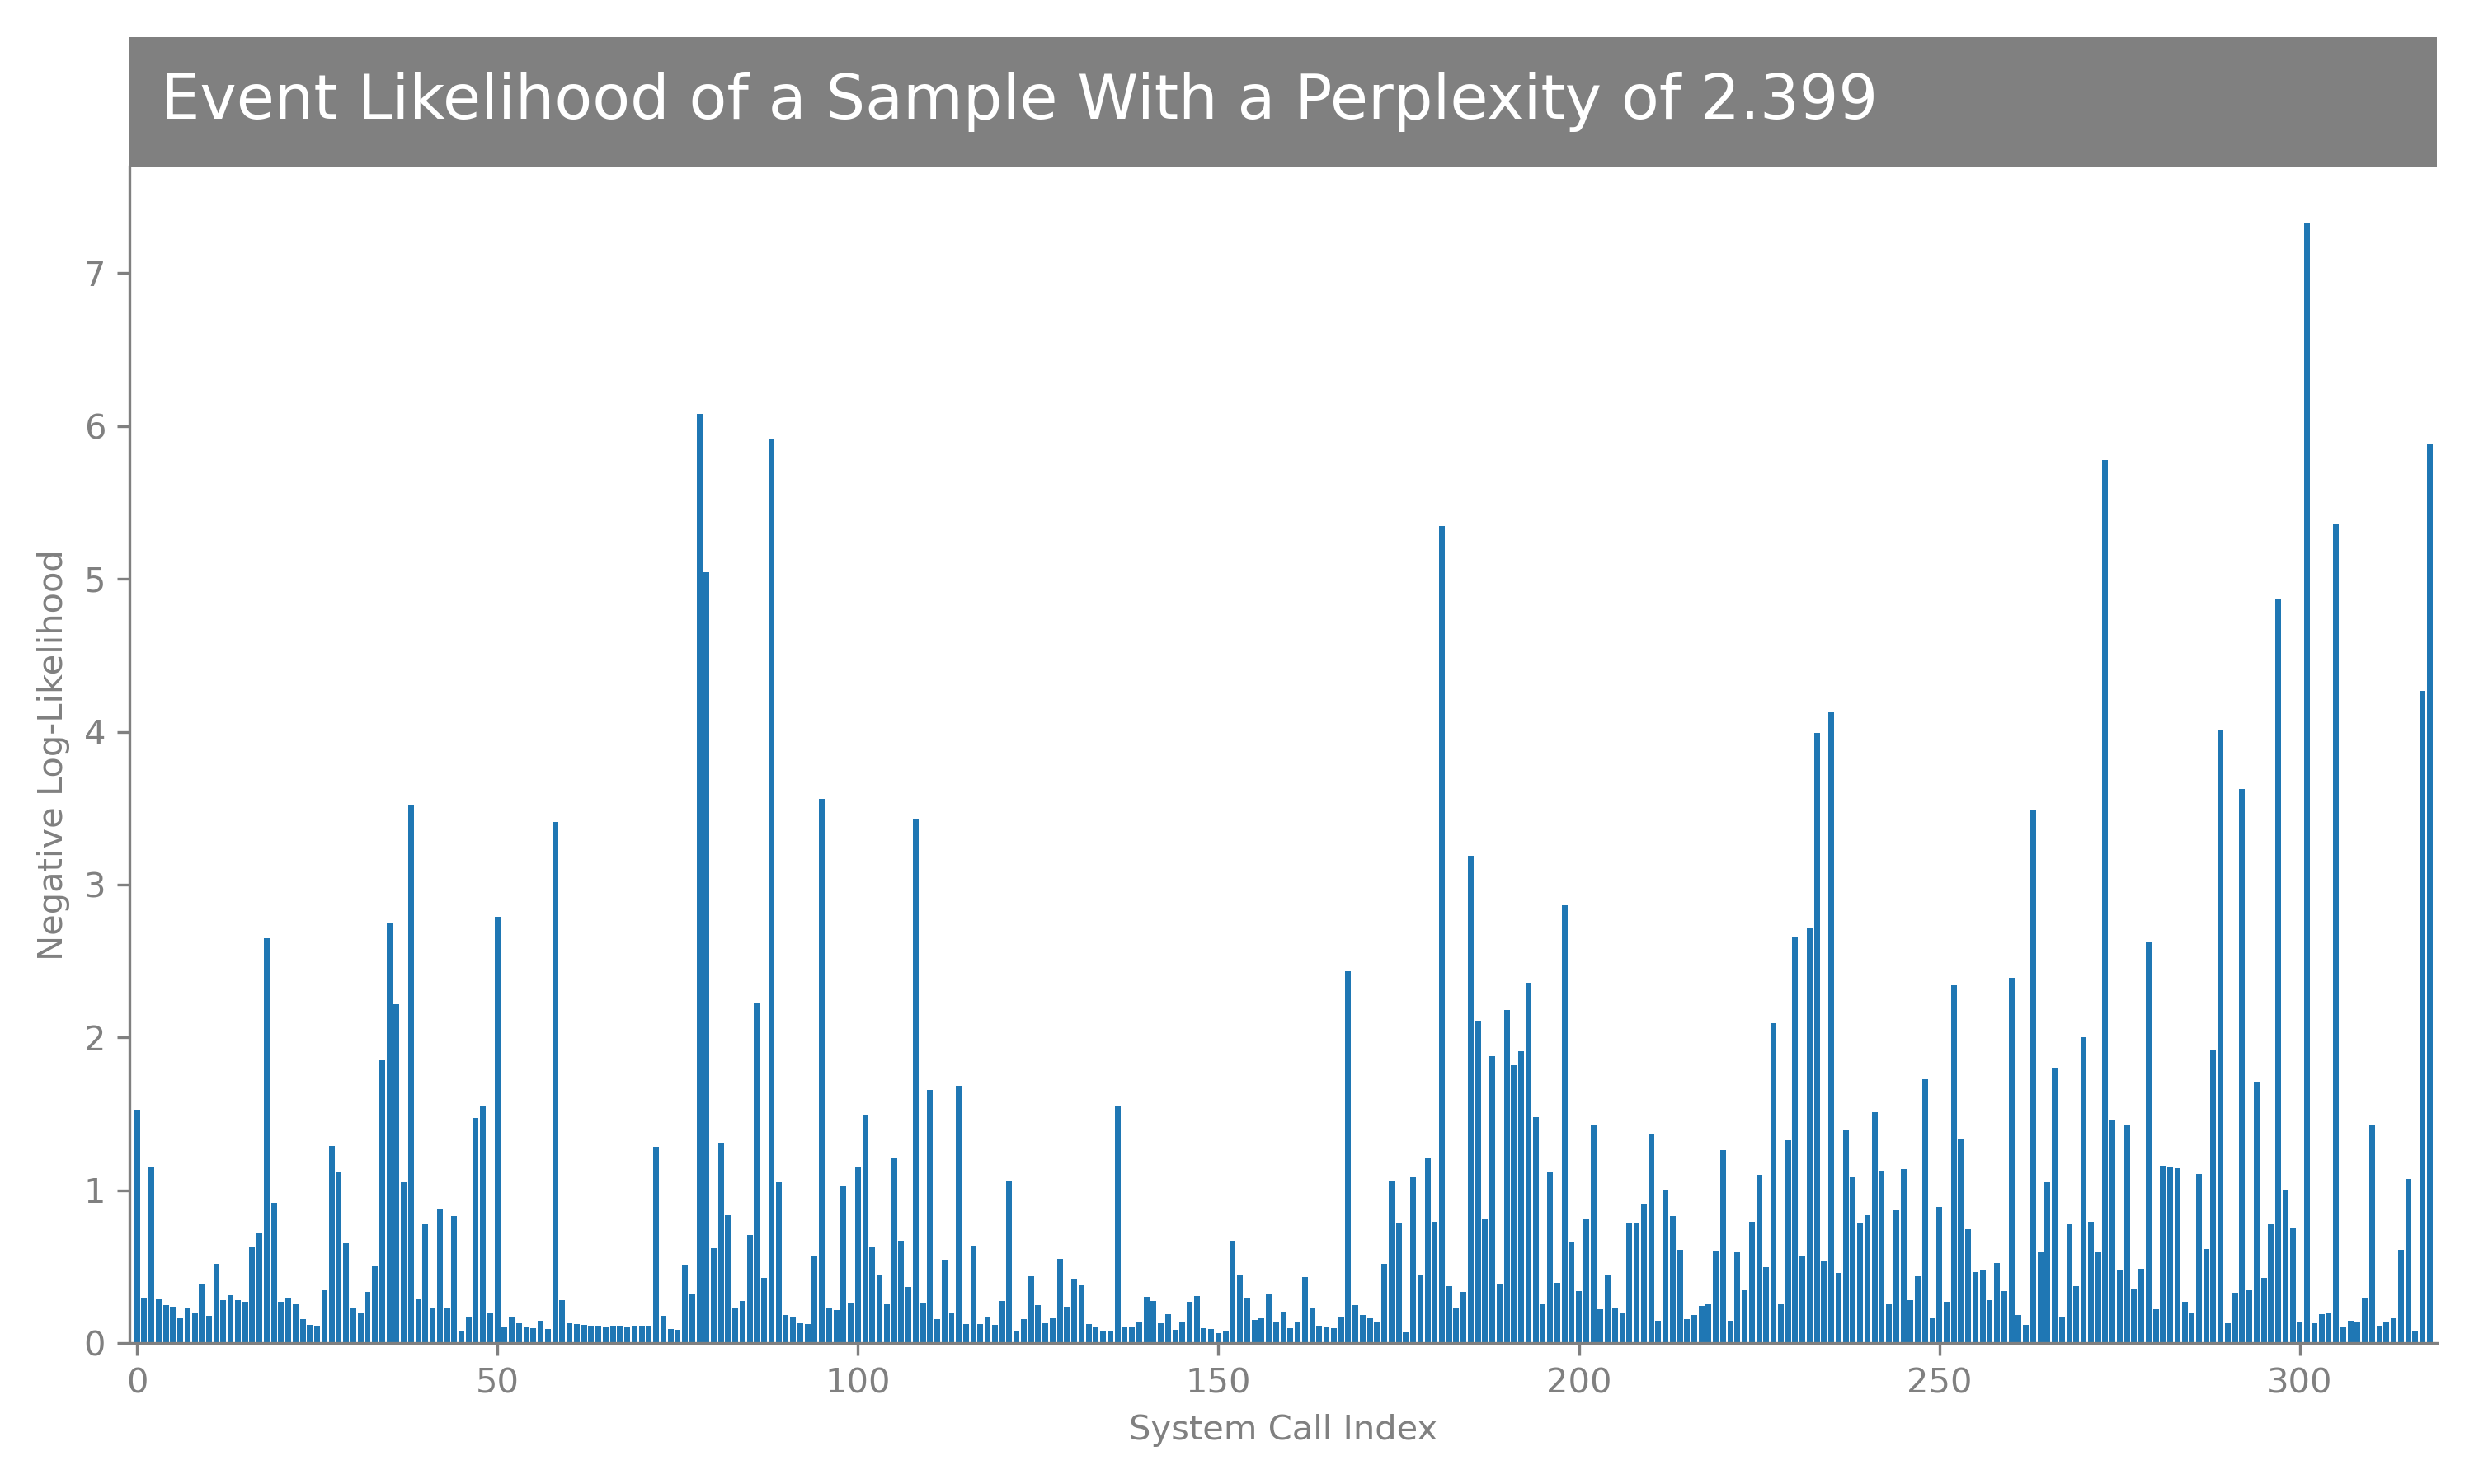 Event Likelihood of a Sample With a Perplexity of 2.399
7
6
5
4
3
2
1
0
Negative Log-Likelihood
0 50 100 150 200 250 300
System Call Index